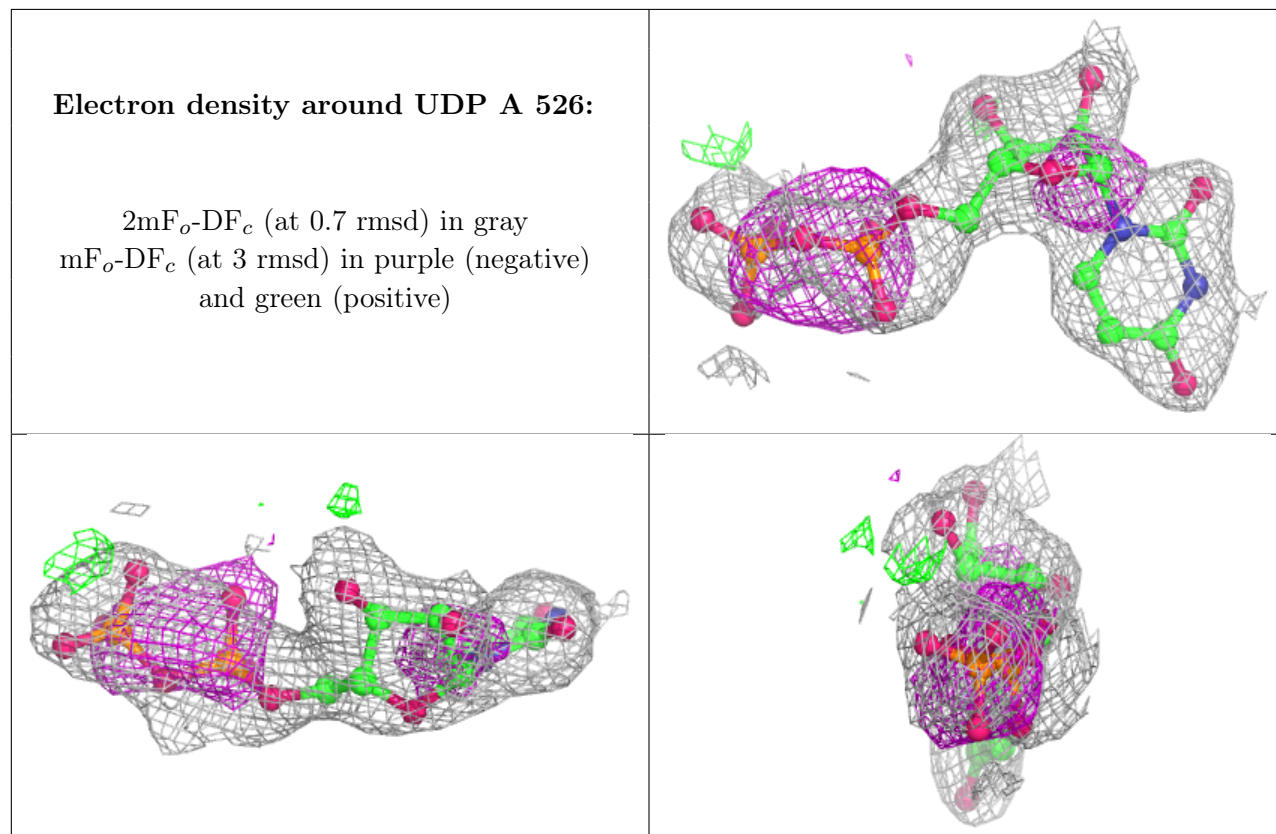 Electron density around UDP A 526:
2mFo-DFc (at 0.7 rmsd) in gray
mFo-DFc (at 3 rmsd) in purple (negative)
and green (positive)